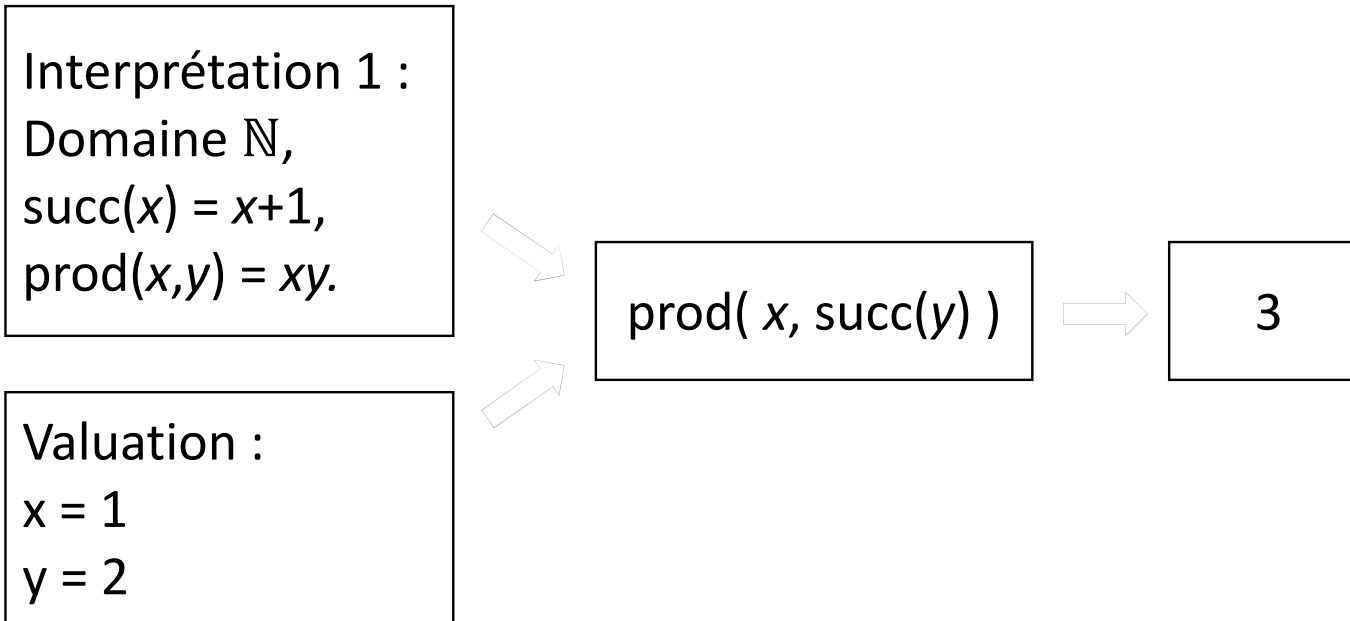 Interprétation 1 :
Domaine ℕ,
succ(x) = x+1,
prod(x,y) = xy.
Valuation :
x = 1
y = 2
prod( x, succ(y) )
3